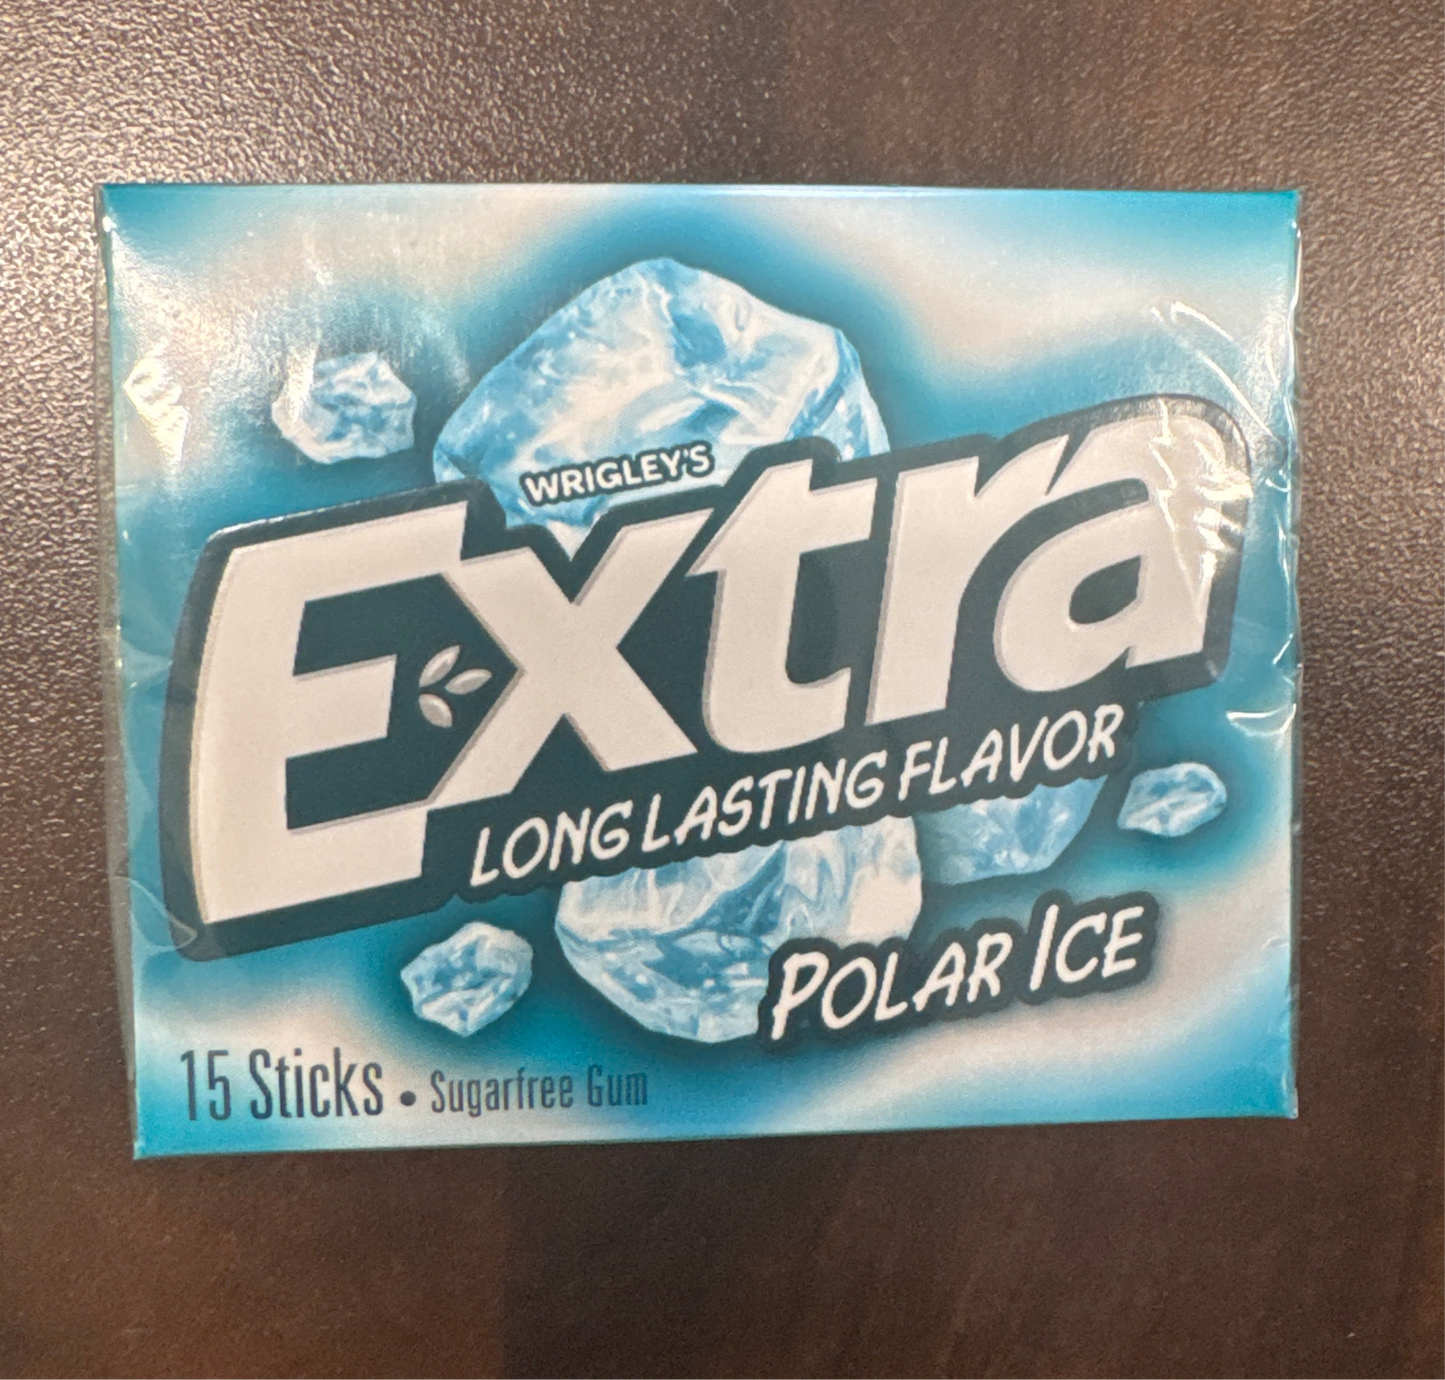 WRIGLEY'S
Extra
LONG LASTING FLAVOR
POLAR ICE
15 Sticks • Sugarfree Gum